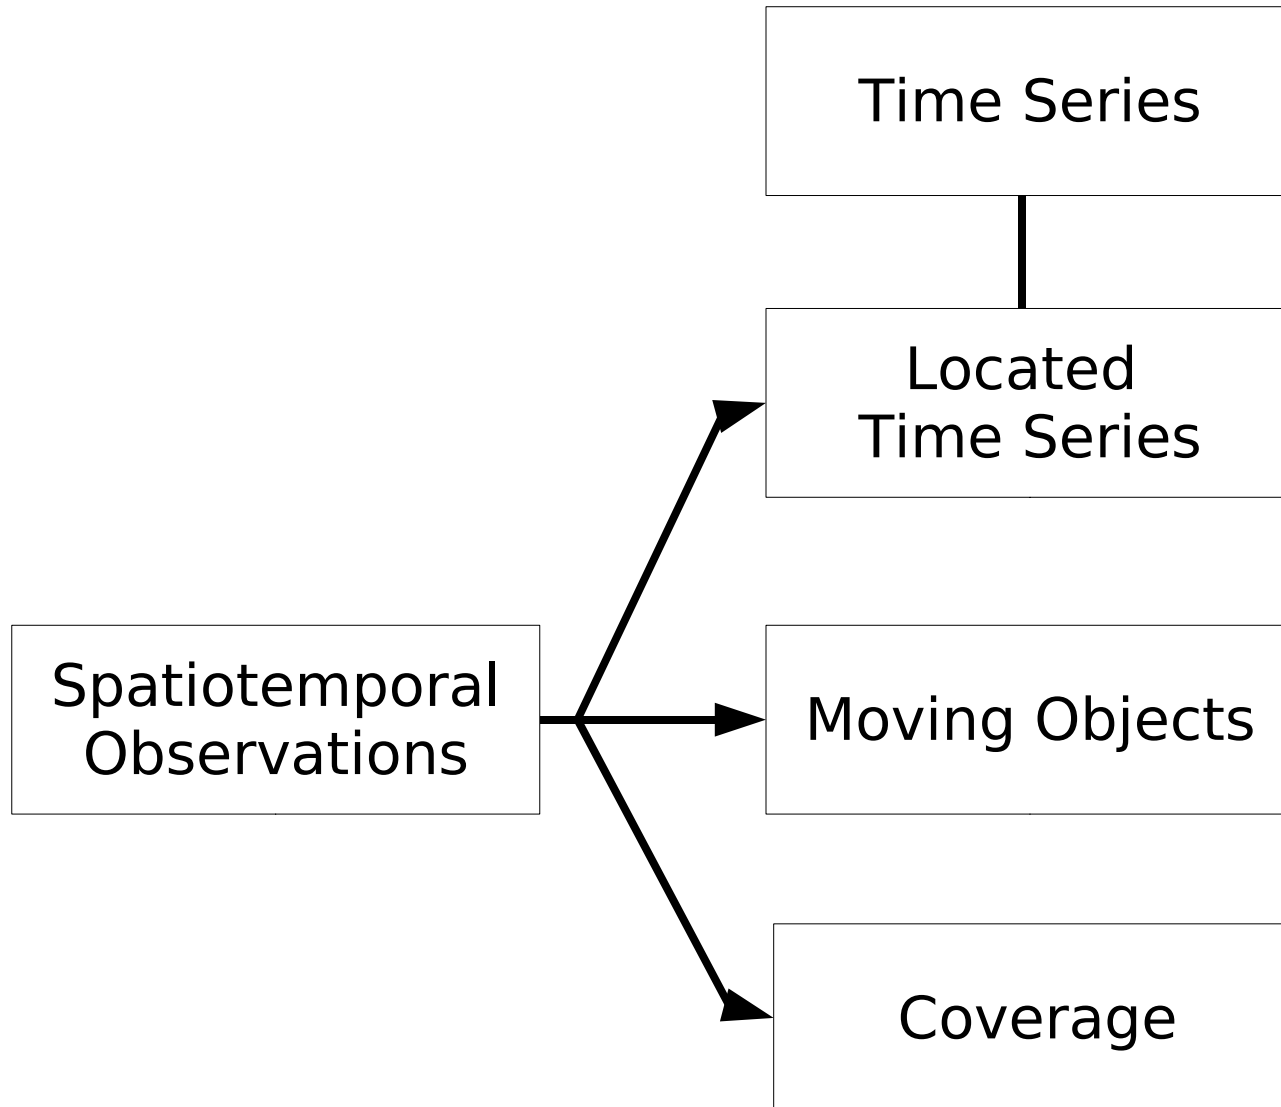 Time Series
Located
Time Series
Spatiotemporal
Observations
Moving Objects
Coverage